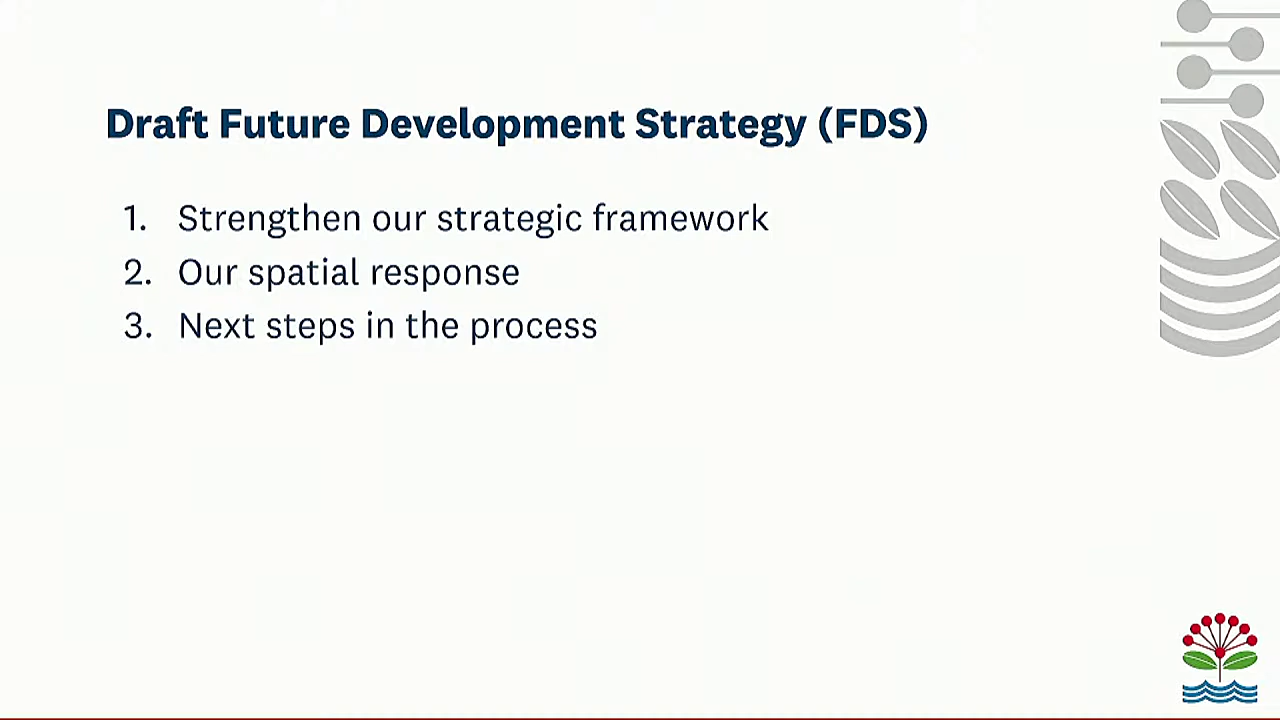 Draft Future Development Strategy (FDS)
1. Strengthen our strategic framework
2. Our spatial response
3. Next steps in the process